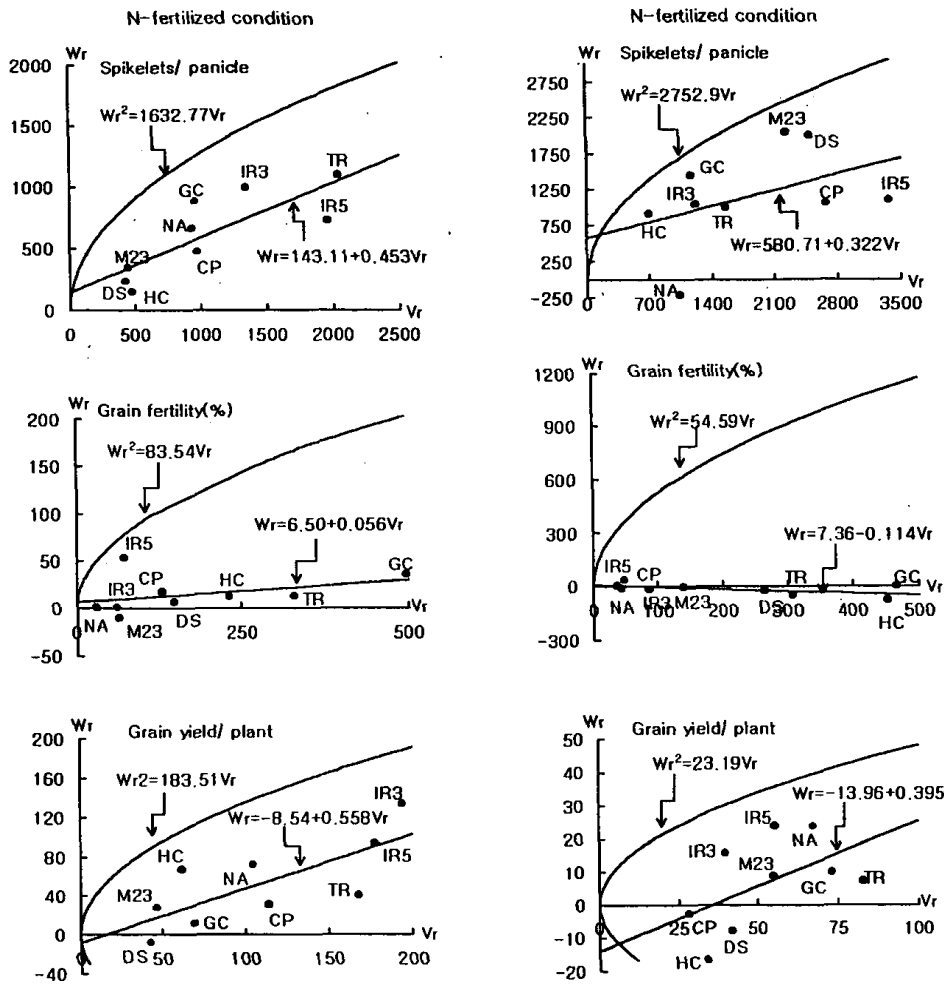 N-fertilized condition
Wr
2000
1500
1000
500
0
Spikelets/ panicle
Wr²=1632.77Vr
GC
IR3
TR
NA
IR5
M23
CP
Wr=143.11+0.453Vr
DS
HC
Vr
0 500 1000 1500 2000 2500
N-fertilized condition
Wr
2750
2250
1750
1250
750
250
-250
Spikelets/ panicle
Wr²=2752.9Vr
M23
DS
GC
IR3
CP
IR5
HC
TR
Wr=580.71+0.322Vr
NA
Vr
0 700 1400 2100 2800 3500
Wr
200
150
100
50
0
-50
Grain fertility(%)
Wr²=83.54Vr
IR5
Wr=6.50+0.056Vr
GC
IR3
CP
HC
TR
NA
M23
DS
0 250 500
Wr
1200
900
600
300
0
-300
Grain fertility(%)
Wr²=54.59Vr
Wr=7.36-0.114Vr
IR5
CP
TR
GC
NA
IR3
M23
DS
HC
0 100 200 300 400 500
Wr
200
160
120
80
40
0
-40
Grain yield/ plant
Wr2=183.51Vr
IR3
Wr=-8.54+0.558Vr
HC
NA
IR5
M23
TR
GC
CP
DS
Vr
0 50 100 150 200
Wr
50
40
30
20
10
0
-10
-20
Grain yield/ plant
Wr²=23.19Vr
Wr=-13.96+0.395
IR5
NA
IR3
M23
GC
TR
CP
DS
HC
25 50 75 100